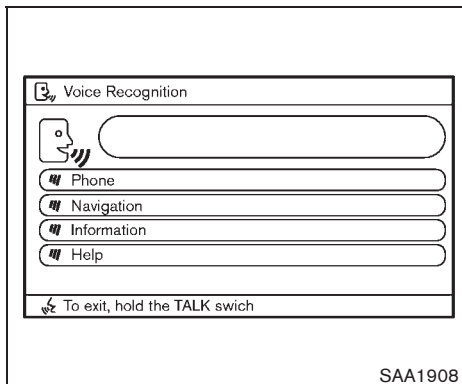 Voice Recognition
Phone
Navigation
Information
Help
To exit, hold the TALK swich
SAA1908